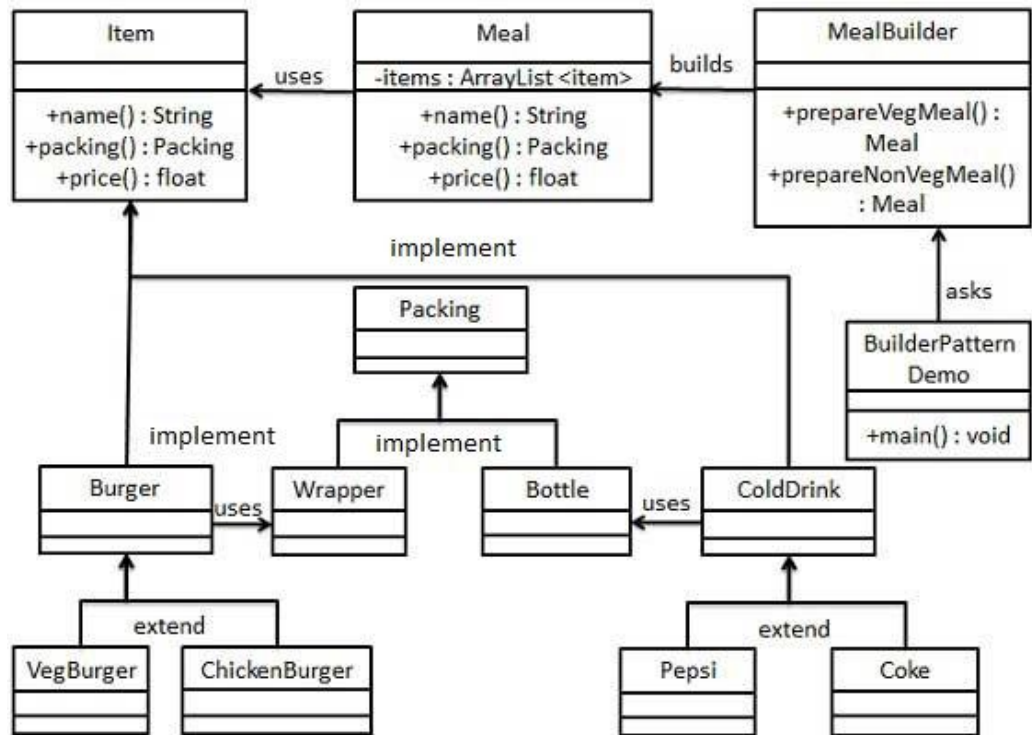 Item
-items : ArrayList <item>
+name() : String
+packing() : Packing
+price() : float
uses
Meal
+name() : String
+packing() : Packing
+price() : float
builds
MealBuilder
+prepareVegMeal() :
Meal
+prepareNonVegMeal()
: Meal
implement
asks
Packing
BuilderPattern
Demo
+main() : void
implement
implement
Burger
uses
Wrapper
Bottle
uses
ColdDrink
extend
extend
VegBurger
ChickenBurger
Pepsi
Coke